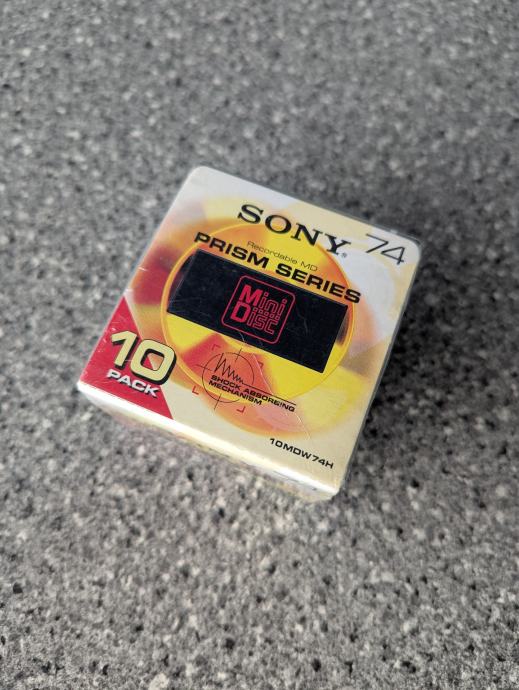 SONY® 74
Recordable MD
PRISM SERIES
Mini
Disc
10
PACK
SHOCK ABSORBING
MECHANISM
10MDW74H